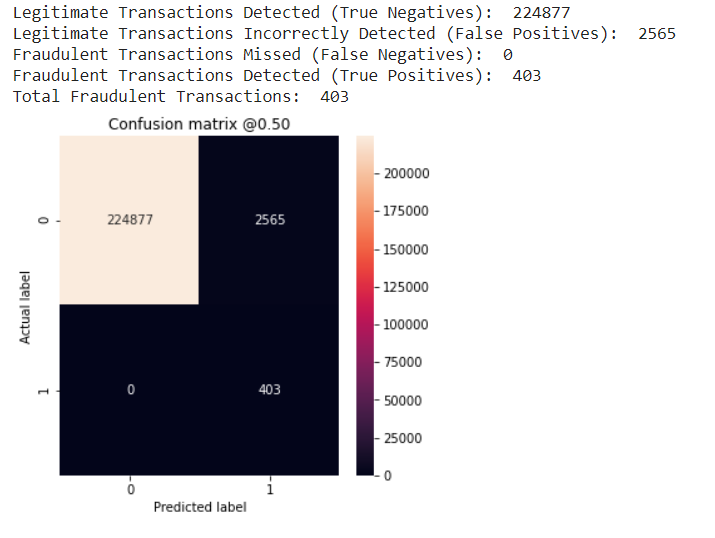 Legitimate Transactions Detected (True Negatives):  224877
Legitimate Transactions Incorrectly Detected (False Positives):  2565
Fraudulent Transactions Missed (False Negatives):  0
Fraudulent Transactions Detected (True Positives):  403
Total Fraudulent Transactions:  403
Confusion matrix @0.50
200000
175000
150000
125000
100000
75000
50000
25000
0
Actual label
0
1
224877 2565
0 403
0 1
Predicted label